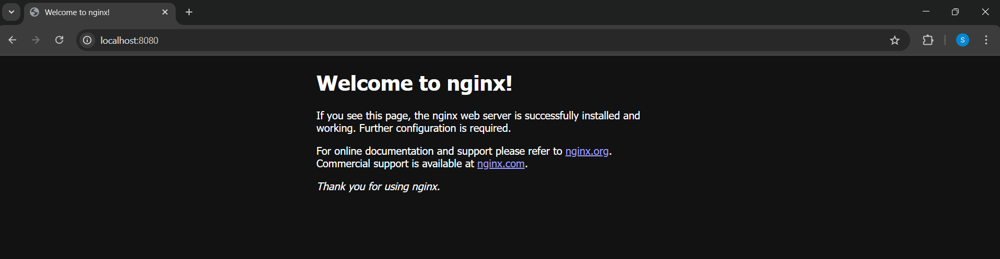 Welcome to nginx!
localhost:8080
S
Welcome to nginx!
If you see this page, the nginx web server is successfully installed and
working. Further configuration is required.
For online documentation and support please refer to nginx.org.
Commercial support is available at nginx.com.
Thank you for using nginx.